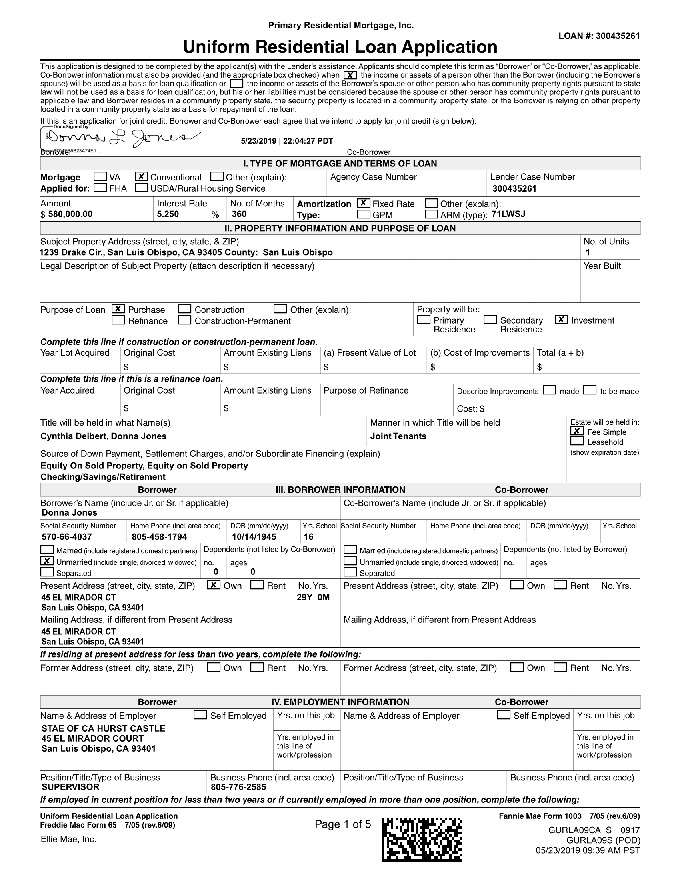 Primary Residential Mortgage, Inc.
LOAN #: 300435261
Uniform Residential Loan Application
This application is designed to be completed by the applicant(s) with the Lender's assistance. Applicants should complete this form as "Borrower" or "Co-Borrower," as applicable.
Co-Borrower information must also be provided (and the appropriate box checked) when X the income or assets of a person other than the Borrower (including the Borrower's
spouse) will be used as a basis for loan qualification or the income or assets of the Borrower's spouse or other person who has community property rights pursuant to state
law will not be used as a basis for loan qualification, but his or her liabilities must be considered because the spouse or other person has community property rights pursuant to
applicable law and Borrower resides in a community property state, the security property is located in a community property state, or the Borrower is relying on other property
located in a community property state as a basis for repayment of the loan.
If this is an application for joint credit, Borrower and Co-Borrower each agree that we intend to apply for joint credit (sign below).
DocuSigned by:
Donna L Jones
5/23/2019 | 22:04:27 PDT
Borrower Co-Borrower
I. TYPE OF MORTGAGE AND TERMS OF LOAN
Mortgage VA X Conventional Other (explain): Agency Case Number Lender Case Number
Applied for: FHA USDA/Rural Housing Service 300435261
Amount Interest Rate No. of Months Amortization X Fixed Rate Other (explain):
$ 580,000.00 5.250 % 360 Type: GPM ARM (type): 71LWSJ
II. PROPERTY INFORMATION AND PURPOSE OF LOAN
Subject Property Address (street, city, state, & ZIP) No. of Units
1239 Drake Cir., San Luis Obispo, CA 93405 County: San Luis Obispo 1
Legal Description of Subject Property (attach description if necessary) Year Built
Purpose of Loan X Purchase Construction Other (explain): Property will be:
Refinance Construction-Permanent Primary Residence Secondary Residence X Investment
Complete this line if construction or construction-permanent loan.
Year Lot Acquired Original Cost Amount Existing Liens (a) Present Value of Lot (b) Cost of Improvements Total (a + b)
$ $ $ $ $
Complete this line if this is a refinance loan.
Year Acquired Original Cost Amount Existing Liens Purpose of Refinance Describe Improvements made to be made
$ $ Cost: $
Title will be held in what Name(s) Manner in which Title will be held Estate will be held in:
Cynthia Deibert, Donna Jones Joint Tenants X Fee Simple
Leasehold
(show expiration date)
Source of Down Payment, Settlement Charges, and/or Subordinate Financing (explain)
Equity On Sold Property, Equity on Sold Property
Checking/Savings/Retirement
Borrower III. BORROWER INFORMATION Co-Borrower
Borrower's Name (include Jr. or Sr. if applicable) Co-Borrower's Name (include Jr. or Sr. if applicable)
Donna Jones
Social Security Number Home Phone (incl. area code) DOB (mm/dd/yyyy) Yrs. School Social Security Number Home Phone (incl. area code) DOB (mm/dd/yyyy) Yrs. School
570-66-4037 805-458-1794 10/14/1945 16
Married (include registered domestic partners) Dependents (not listed by Co-Borrower) Married (include registered domestic partners) Dependents (not listed by Borrower)
X Unmarried (include single, divorced, widowed) no. ages Unmarried (include single, divorced, widowed) no. ages
Separated 0 0 Separated
Present Address (street, city, state, ZIP) X Own Rent No. Yrs. Present Address (street, city, state, ZIP) Own Rent No. Yrs.
45 EL MIRADOR CT 29Y 0M
San Luis Obispo, CA 93401
Mailing Address, if different from Present Address Mailing Address, if different from Present Address
45 EL MIRADOR CT
San Luis Obispo, CA 93401
If residing at present address for less than two years, complete the following:
Former Address (street, city, state, ZIP) Own Rent No. Yrs. Former Address (street, city, state, ZIP) Own Rent No. Yrs.
Borrower IV. EMPLOYMENT INFORMATION Co-Borrower
Name & Address of Employer Self Employed Yrs. on this job Name & Address of Employer Self Employed Yrs. on this job
STAE OF CA HURST CASTLE
45 EL MIRADOR COURT
San Luis Obispo, CA 93401
Yrs. employed in this line of work/profession Yrs. employed in this line of work/profession
Position/Title/Type of Business Business Phone (incl. area code) Position/Title/Type of Business Business Phone (incl. area code)
SUPERVISOR 805-776-2585
If employed in current position for less than two years or if currently employed in more than one position, complete the following:
Uniform Residential Loan Application Fannie Mae Form 1003 7/05 (rev.6/09)
Freddie Mac Form 65 7/05 (rev.6/09) Page 1 of 5
Ellie Mae, Inc. GURLA09CA_S 0917
GURLA09S (POD)
05/23/2019 09:39 AM PST